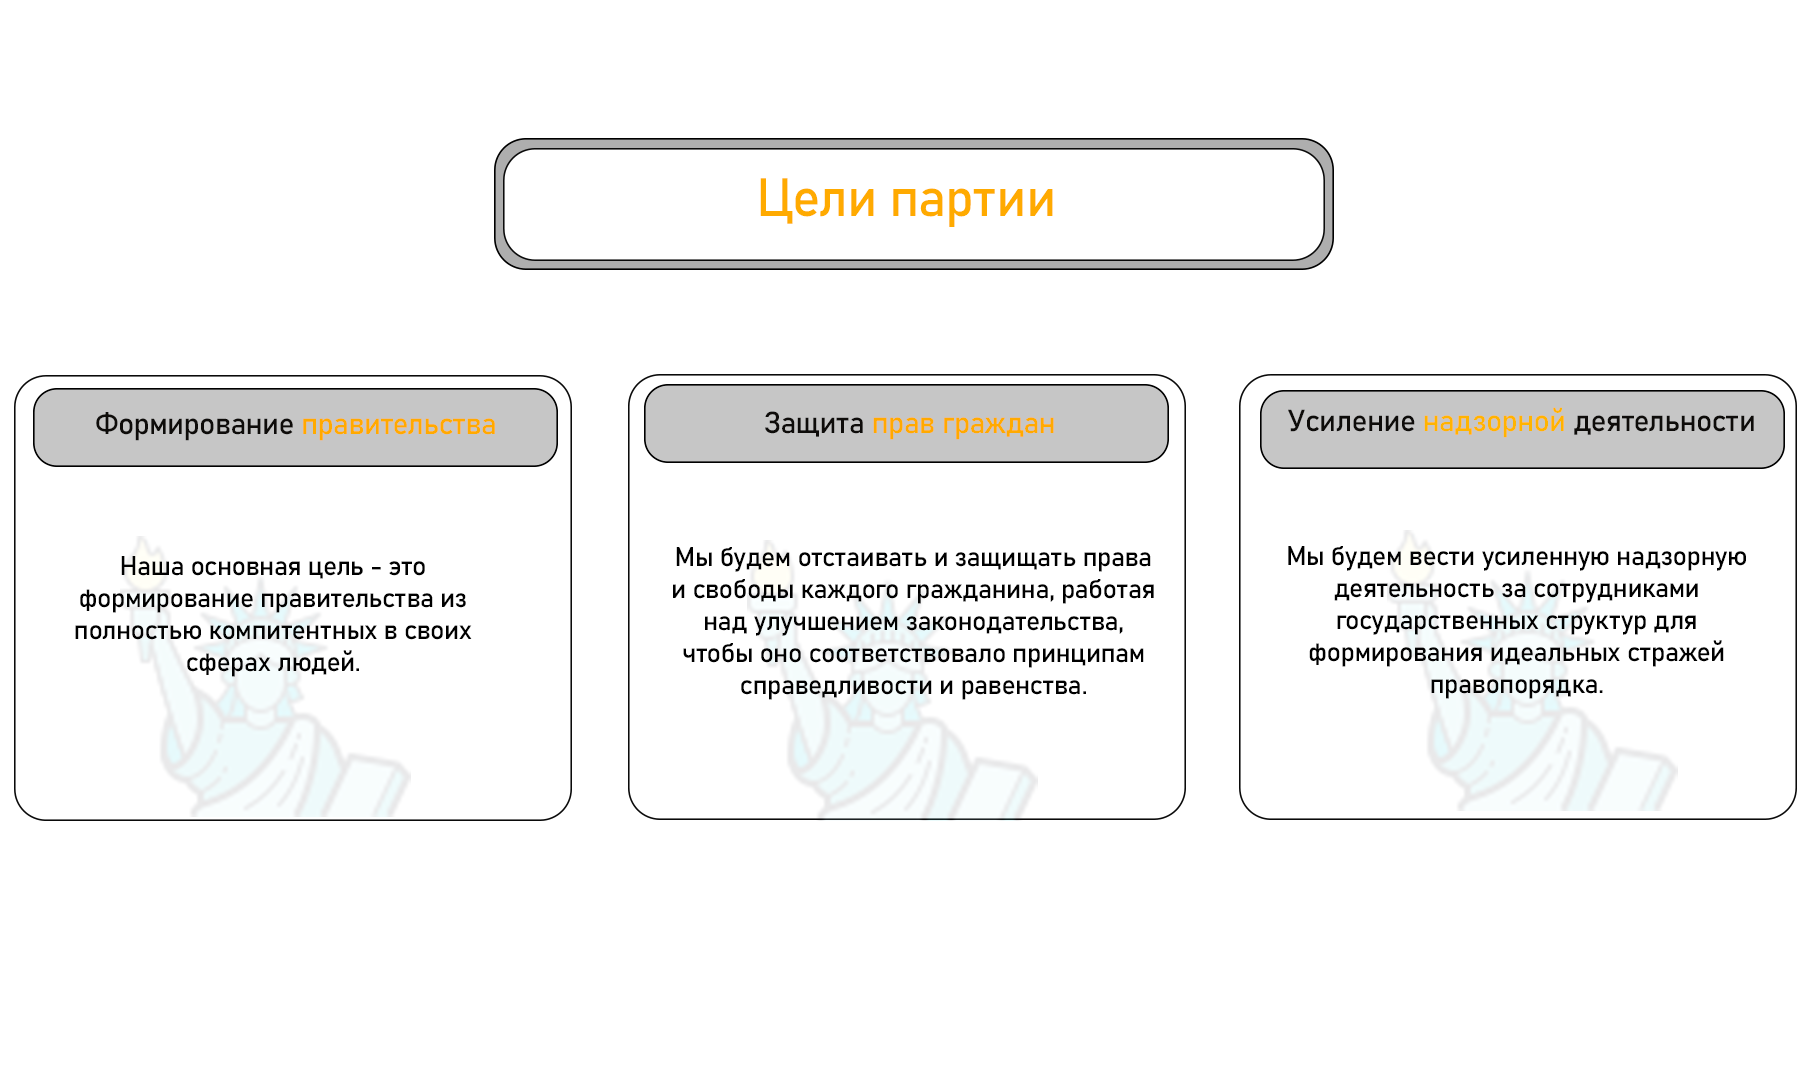 Цели партии
Формирование правительства
Наша основная цель - это
формирование правительства из
полностью компитентных в своих
сферах людей.
Защита прав граждан
Мы будем отстаивать и защищать права
и свободы каждого гражданина, работая
над улучшением законодательства,
чтобы оно соответствовало принципам
справедливости и равенства.
Усиление надзорной деятельности
Мы будем вести усиленную надзорную
деятельность за сотрудниками
государственных структур для
формирования идеальных стражей
правопорядка.